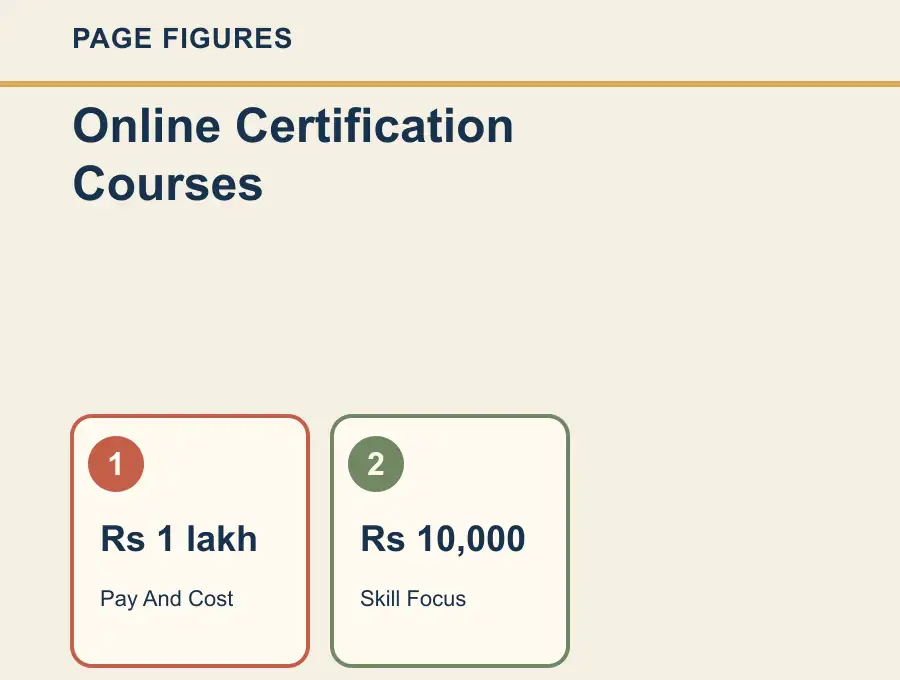 PAGE FIGURES
Online Certification
Courses
1
Rs 1 lakh
Pay And Cost
2
Rs 10,000
Skill Focus